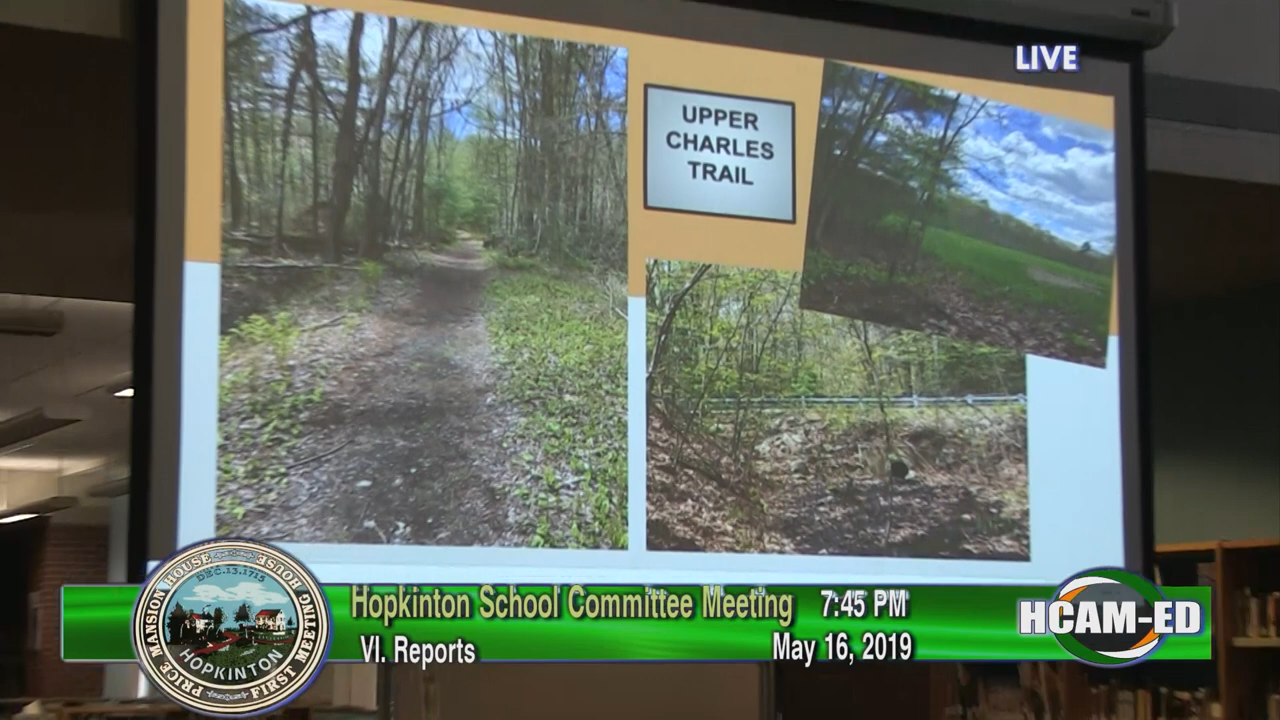 LIVE
UPPER
CHARLES
TRAIL
Hopkinton School Committee Meeting
7:45 PM
VI. Reports
May 16, 2019
PRICE MANSION HOUSE
FIRST MEETING HOUSE
DEC.13.1715
HOPKINTON
HCAM-ED